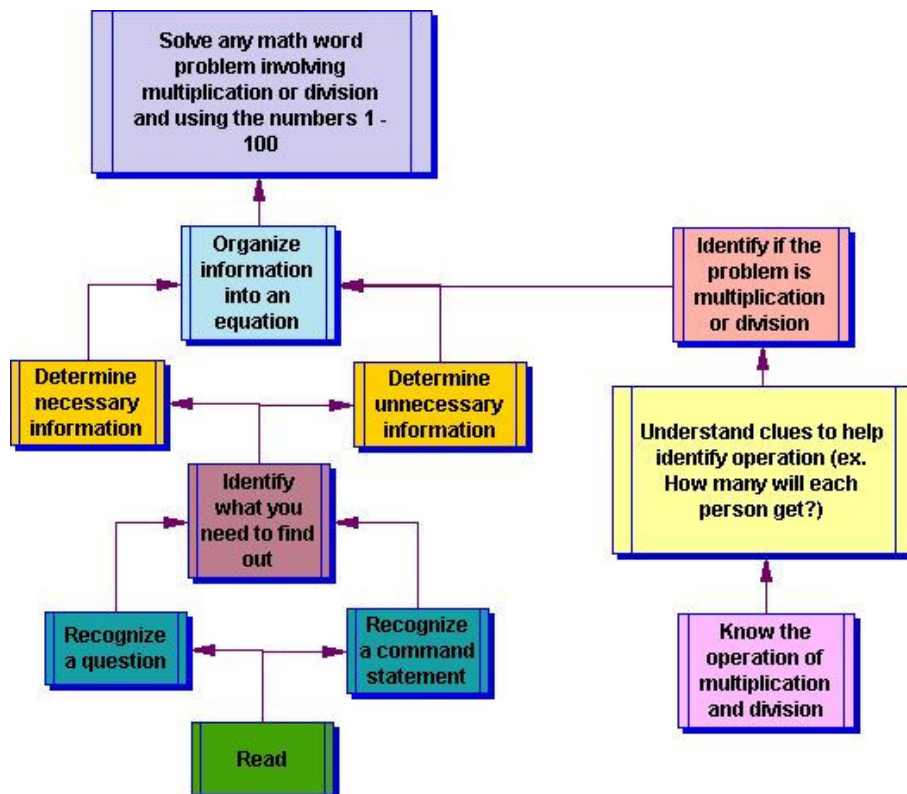 Solve any math word
problem involving
multiplication or division
and using the numbers 1 -
100
Organize
information
into an
equation
Identify if the
problem is
multiplication
or division
Determine
necessary
information
Determine
unnecessary
information
Understand clues to help
identify operation (ex.
How many will each
person get?)
Identify
what you
need to find
out
Recognize
a question
Recognize
a command
statement
Know the
operation of
multiplication
and division
Read